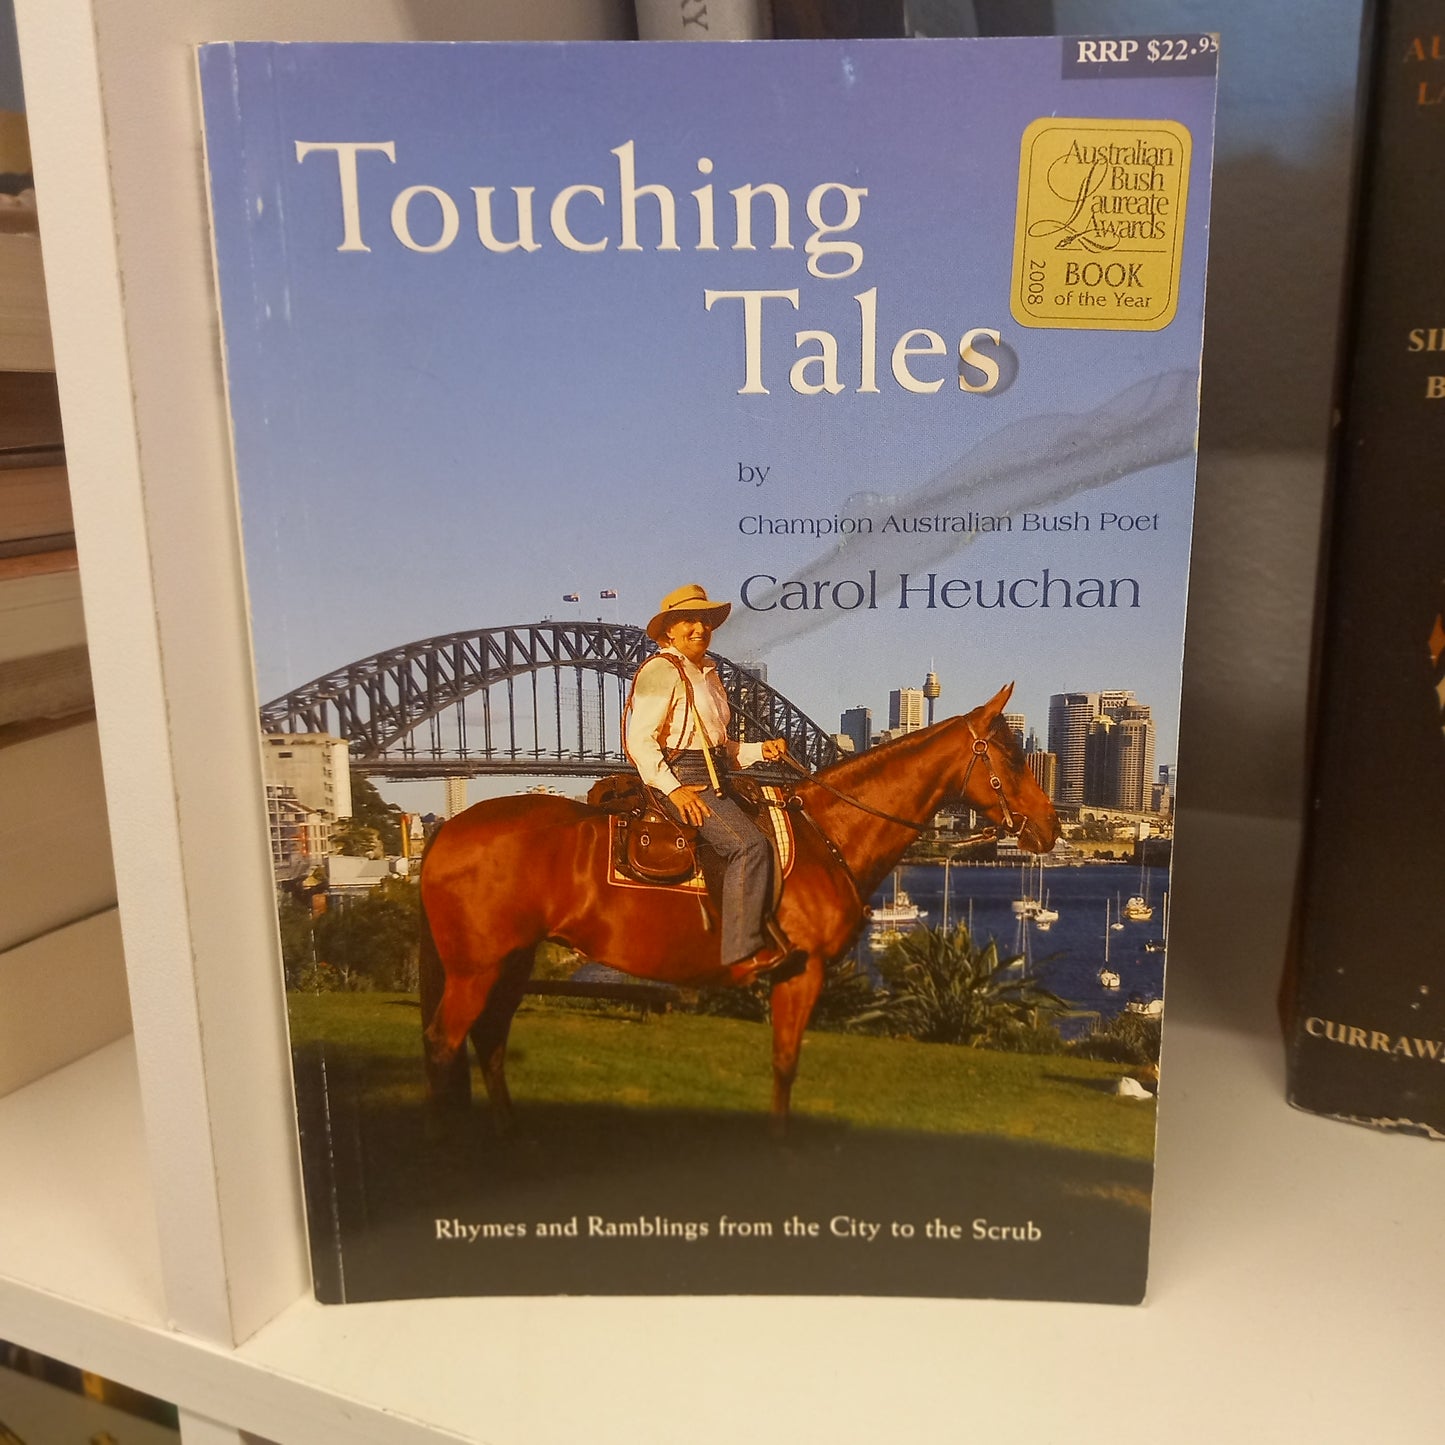 RRP $22.95
Touching
Tales
Australian
Bush
Laureate
Awards
2008
BOOK
of the Year
by
Champion Australian Bush Poet
Carol Heuchan
Rhymes and Ramblings from the City to the Scrub